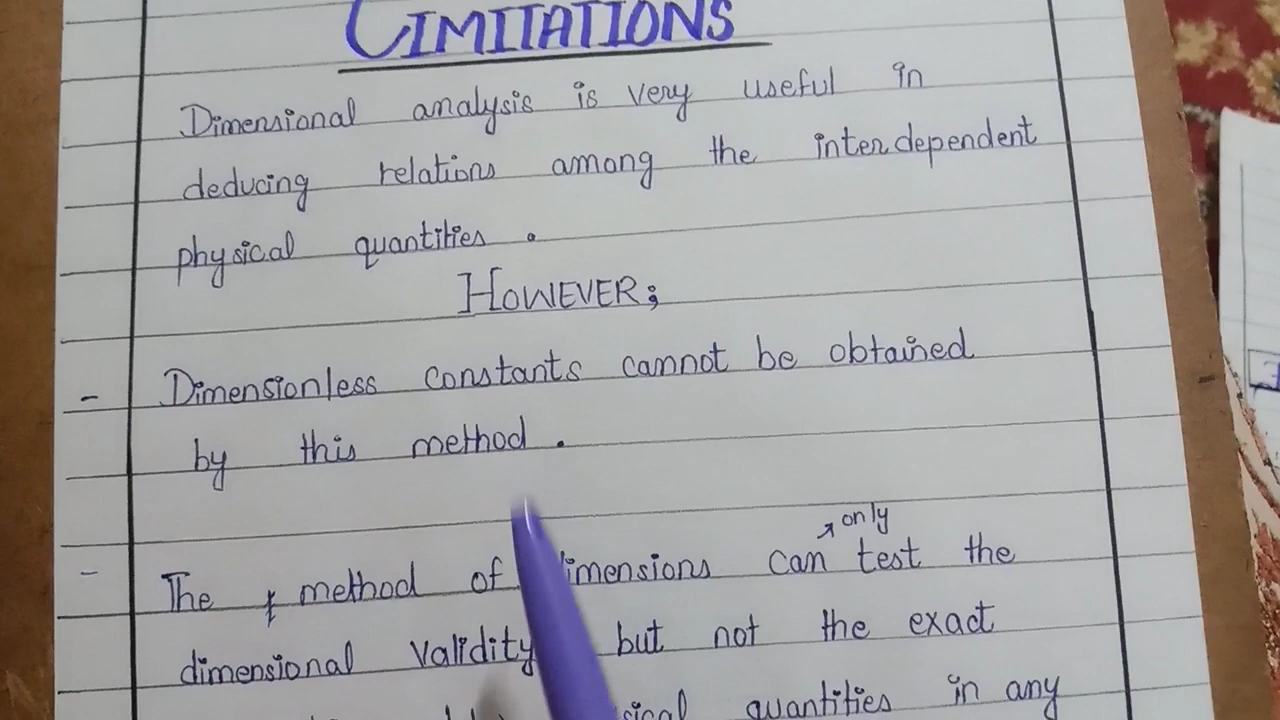 LIMITATIONS
Dimensional analysis is very useful in
deducing relations among the interdependent
physical quantities .
HOWEVER;
- Dimensionless constants cannot be obtained
by this method .
only
- The method of dimensions can test the
dimensional validity but not the exact
quantities in any